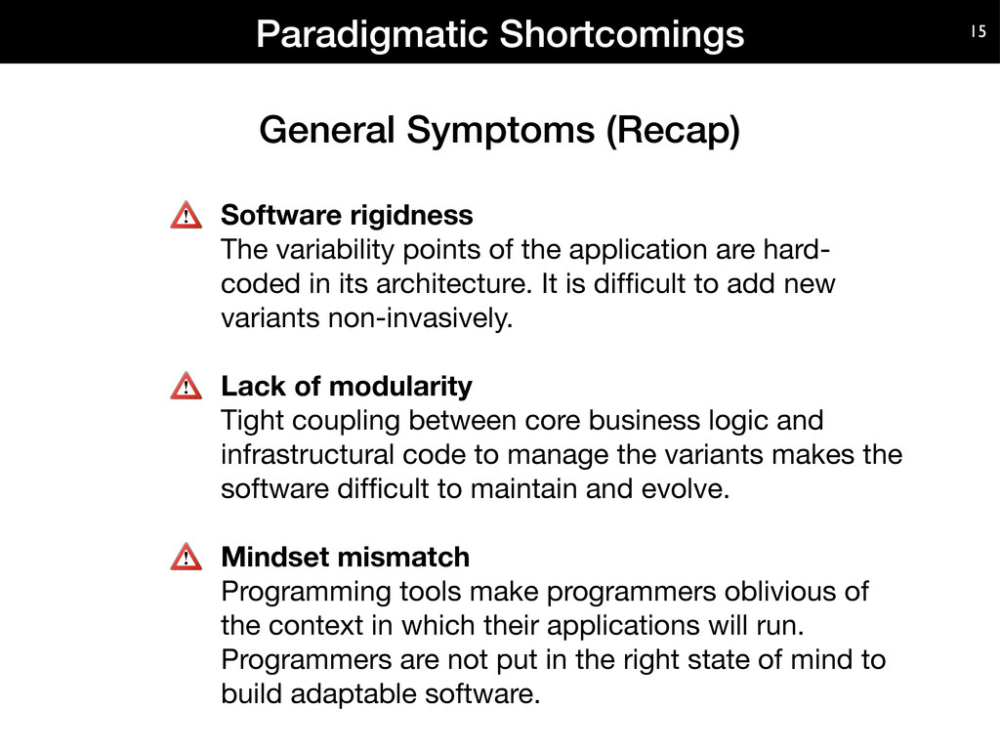 Paradigmatic Shortcomings
15
General Symptoms (Recap)
Software rigidness
The variability points of the application are hard-
coded in its architecture. It is difficult to add new
variants non-invasively.
Lack of modularity
Tight coupling between core business logic and
infrastructural code to manage the variants makes the
software difficult to maintain and evolve.
Mindset mismatch
Programming tools make programmers oblivious of
the context in which their applications will run.
Programmers are not put in the right state of mind to
build adaptable software.